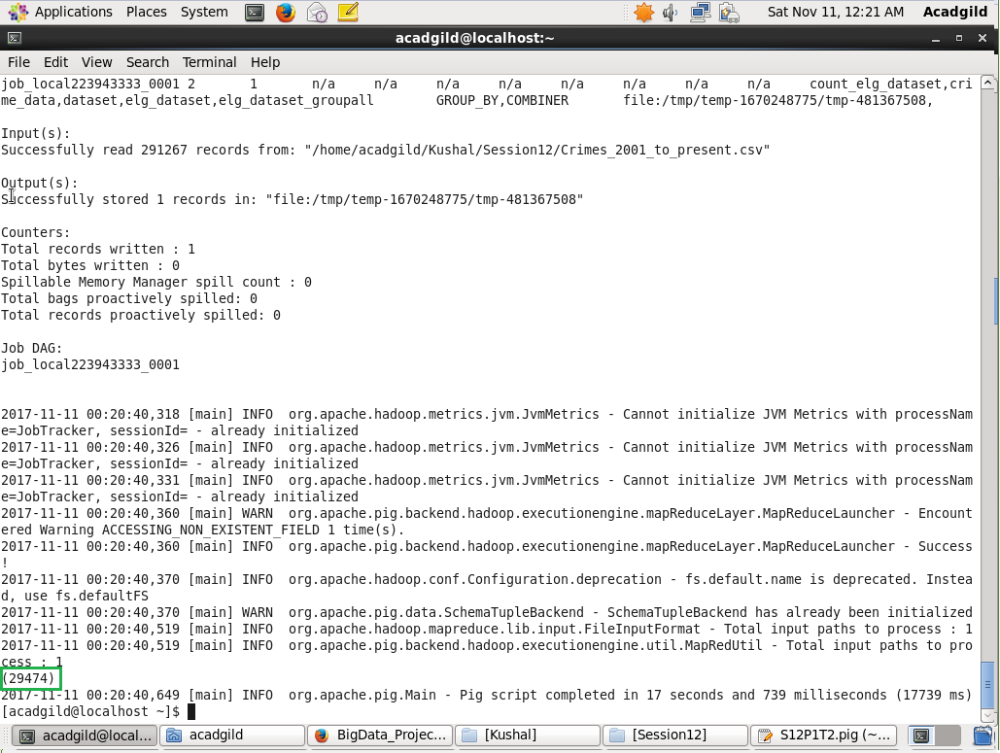 Applications Places System Sat Nov 11, 12:21 AM Acadgild
acadgild@localhost:~
File Edit View Search Terminal Help
job_local223943333_0001 2 1 n/a n/a n/a n/a n/a n/a n/a n/a count_elg_dataset,cri
me_data,dataset,elg_dataset,elg_dataset_groupall GROUP_BY,COMBINER file:/tmp/temp-1670248775/tmp-481367508,
Input(s):
Successfully read 291267 records from: "/home/acadgild/Kushal/Session12/Crimes_2001_to_present.csv"
Output(s):
Successfully stored 1 records in: "file:/tmp/temp-1670248775/tmp-481367508"
Counters:
Total records written : 1
Total bytes written : 0
Spillable Memory Manager spill count : 0
Total bags proactively spilled: 0
Total records proactively spilled: 0
Job DAG:
job_local223943333_0001
2017-11-11 00:20:40,318 [main] INFO org.apache.hadoop.metrics.jvm.JvmMetrics - Cannot initialize JVM Metrics with processNam
e=JobTracker, sessionId= - already initialized
2017-11-11 00:20:40,326 [main] INFO org.apache.hadoop.metrics.jvm.JvmMetrics - Cannot initialize JVM Metrics with processNam
e=JobTracker, sessionId= - already initialized
2017-11-11 00:20:40,331 [main] INFO org.apache.hadoop.metrics.jvm.JvmMetrics - Cannot initialize JVM Metrics with processNam
e=JobTracker, sessionId= - already initialized
2017-11-11 00:20:40,360 [main] WARN org.apache.pig.backend.hadoop.executionengine.mapReduceLayer.MapReduceLauncher - Encount
ered Warning ACCESSING_NON_EXISTENT_FIELD 1 time(s).
2017-11-11 00:20:40,360 [main] INFO org.apache.pig.backend.hadoop.executionengine.mapReduceLayer.MapReduceLauncher - Success
!
2017-11-11 00:20:40,370 [main] INFO org.apache.hadoop.conf.Configuration.deprecation - fs.default.name is deprecated. Instea
d, use fs.defaultFS
2017-11-11 00:20:40,370 [main] WARN org.apache.pig.data.SchemaTupleBackend - SchemaTupleBackend has already been initialized
2017-11-11 00:20:40,519 [main] INFO org.apache.hadoop.mapreduce.lib.input.FileInputFormat - Total input paths to process : 1
2017-11-11 00:20:40,519 [main] INFO org.apache.pig.backend.hadoop.executionengine.util.MapRedUtil - Total input paths to pro
cess : 1
(29474)
2017-11-11 00:20:40,649 [main] INFO org.apache.pig.Main - Pig script completed in 17 seconds and 739 milliseconds (17739 ms)
[acadgild@localhost ~]$
acadgild@local... acadgild BigData_Projec... [Kushal] [Session12] S12P1T2.pig (~...